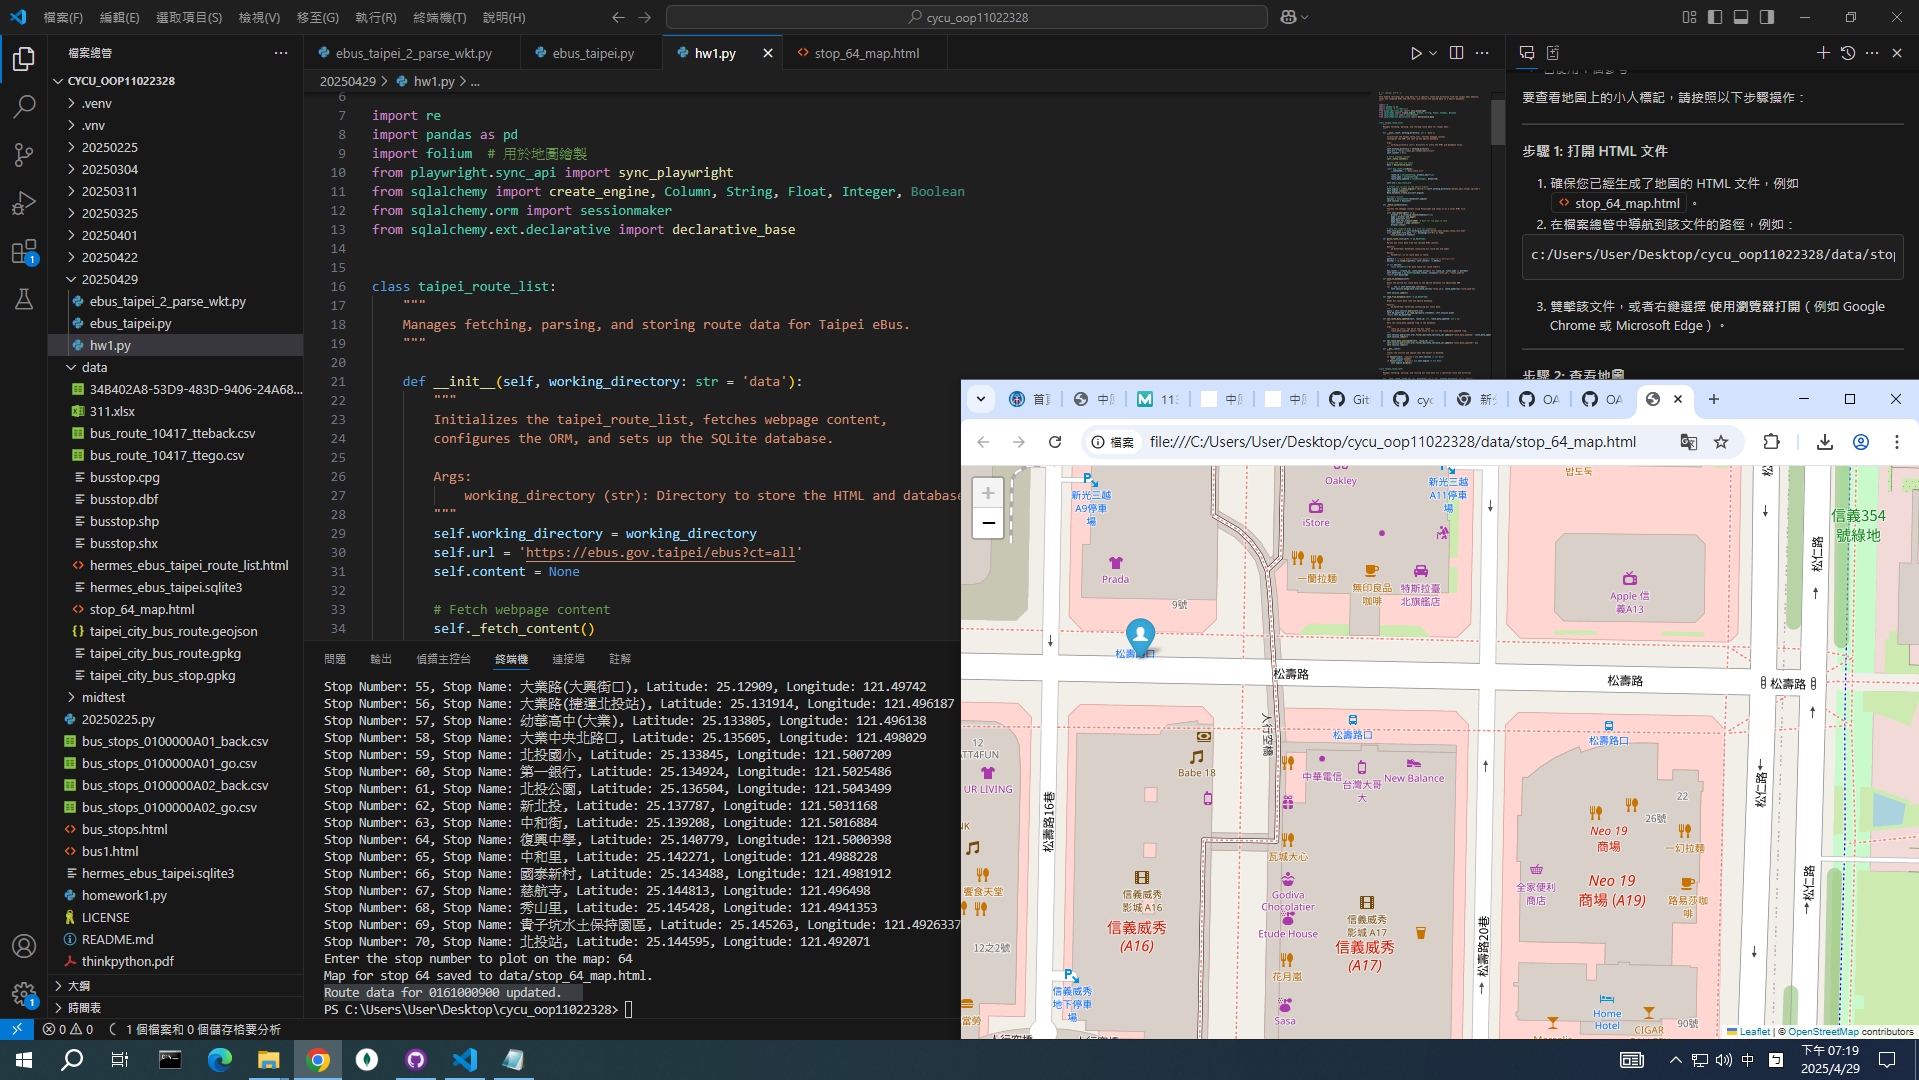 檔案(F) 編輯(E) 選取項目(S) 檢視(V) 移至(G) 執行(R) 終端機(T) 說明(H)
cycu_oop11022328
檔案總管
CYCU_OOP11022328
.venv
.vnv
20250225
20250304
20250311
20250325
20250401
20250422
20250429
ebus_taipei_2_parse_wkt.py
ebus_taipei.py
hw1.py
data
34B402A8-53D9-483D-9406-24A68...
311.xlsx
bus_route_10417_tteback.csv
bus_route_10417_ttego.csv
busstop.cpg
busstop.dbf
busstop.shp
busstop.shx
hermes_ebus_taipei_route_list.html
hermes_ebus_taipei.sqlite3
stop_64_map.html
taipei_city_bus_route.geojson
taipei_city_bus_route.gpkg
taipei_city_bus_stop.gpkg
midtest
20250225.py
bus_stops_0100000A01_back.csv
bus_stops_0100000A01_go.csv
bus_stops_0100000A02_back.csv
bus_stops_0100000A02_go.csv
bus_stops.html
bus1.html
hermes_ebus_taipei.sqlite3
homework1.py
LICENSE
README.md
thinkpython.pdf
大綱
時間表
ebus_taipei_2_parse_wkt.py ebus_taipei.py hw1.py stop_64_map.html
20250429 > hw1.py > ...
6
7 import re
8 import pandas as pd
9 import folium  # 用於地圖繪製
10 from playwright.sync_api import sync_playwright
11 from sqlalchemy import create_engine, Column, String, Float, Integer, Boolean
12 from sqlalchemy.orm import sessionmaker
13 from sqlalchemy.ext.declarative import declarative_base
14
15
16 class taipei_route_list:
17 """
18 Manages fetching, parsing, and storing route data for Taipei eBus.
19 """
20
21 def __init__(self, working_directory: str = 'data'):
22 """
23 Initializes the taipei_route_list, fetches webpage content,
24 configures the ORM, and sets up the SQLite database.
25
26 Args:
27 working_directory (str): Directory to store the HTML and database
28 """
29 self.working_directory = working_directory
30 self.url = 'https://ebus.gov.taipei/ebus?ct=all'
31 self.content = None
32
33 # Fetch webpage content
34 self._fetch_content()
問題 輸出 偵錯主控台 終端機 連接埠 註解
Stop Number: 55, Stop Name: 大業路(大興街口), Latitude: 25.12909, Longitude: 121.49742
Stop Number: 56, Stop Name: 大業路(捷運北投站), Latitude: 25.131914, Longitude: 121.496187
Stop Number: 57, Stop Name: 幼華高中(大業), Latitude: 25.133805, Longitude: 121.496138
Stop Number: 58, Stop Name: 大業中央北路口, Latitude: 25.135605, Longitude: 121.498029
Stop Number: 59, Stop Name: 北投國小, Latitude: 25.133845, Longitude: 121.5007209
Stop Number: 60, Stop Name: 第一銀行, Latitude: 25.134924, Longitude: 121.5025486
Stop Number: 61, Stop Name: 北投公園, Latitude: 25.136504, Longitude: 121.5043499
Stop Number: 62, Stop Name: 新北投, Latitude: 25.137787, Longitude: 121.5031168
Stop Number: 63, Stop Name: 中和街, Latitude: 25.139208, Longitude: 121.5016884
Stop Number: 64, Stop Name: 復興中學, Latitude: 25.140779, Longitude: 121.5000398
Stop Number: 65, Stop Name: 中和里, Latitude: 25.142271, Longitude: 121.4988228
Stop Number: 66, Stop Name: 國泰新村, Latitude: 25.143488, Longitude: 121.4981912
Stop Number: 67, Stop Name: 慈航寺, Latitude: 25.144813, Longitude: 121.496498
Stop Number: 68, Stop Name: 秀山里, Latitude: 25.145428, Longitude: 121.4941353
Stop Number: 69, Stop Name: 貴子坑水土保持園區, Latitude: 25.145263, Longitude: 121.4926337
Stop Number: 70, Stop Name: 北投站, Latitude: 25.144595, Longitude: 121.492071
Enter the stop number to plot on the map: 64
Map for stop 64 saved to data/stop_64_map.html.
Route data for 0161000900 updated.
PS C:\Users\User\Desktop\cycu_oop11022328>
要查看地圖上的小人標記，請按照以下步驟操作：
步驟 1: 打開 HTML 文件
1. 確保您已經生成了地圖的 HTML 文件，例如
stop_64_map.html 。
2. 在檔案總管中導航到該文件的路徑，例如：
c:/Users/User/Desktop/cycu_oop11022328/data/stop
3. 雙擊該文件，或者右鍵選擇 使用瀏覽器打開（例如 Google
Chrome 或 Microsoft Edge）。
步驟 2: 查看地
首頁 中原 113 中原 中原 Git cyc 新分 OA OA
檔案 file:///C:/Users/User/Desktop/cycu_oop11022328/data/stop_64_map.html
+
−
新光三越
A9停車
場
Prada
9號
Oakley
iStore
新光三越
A11停車
場
밥도둑
一蘭拉麵
無印良品
咖啡
特斯拉臺
北旗艦店
Apple 信
義A13
信義354
號綠地
松仁路
松壽路口
松壽路
松壽路
松壽路
人行空橋
松壽路口
松壽路口
12
ATT4FUN
UR LIVING
Babe 18
中華電信
台灣大哥
大
New Balance
22
26號
Neo 19
商場
一幻拉麵
松仁路
松壽路16巷
瓦城大心
Godiva
Chocolatier
Etude House
饗食天堂
信義威秀
影城 A16
信義威秀
(A16)
信義威秀
影城 A17
信義威秀
(A17)
全家便利
商店
Neo 19
商場 (A19)
路易莎咖
啡
松仁路
12之2號
花月嵐
松壽路20巷
信義威秀
地下停車
場
Sasa
Home
Hotel
CIGAR
90號
Leaflet | © OpenStreetMap contributors
0 0 1 個檔案和 0 個儲存格要分析
中
下午 07:19
2025/4/29